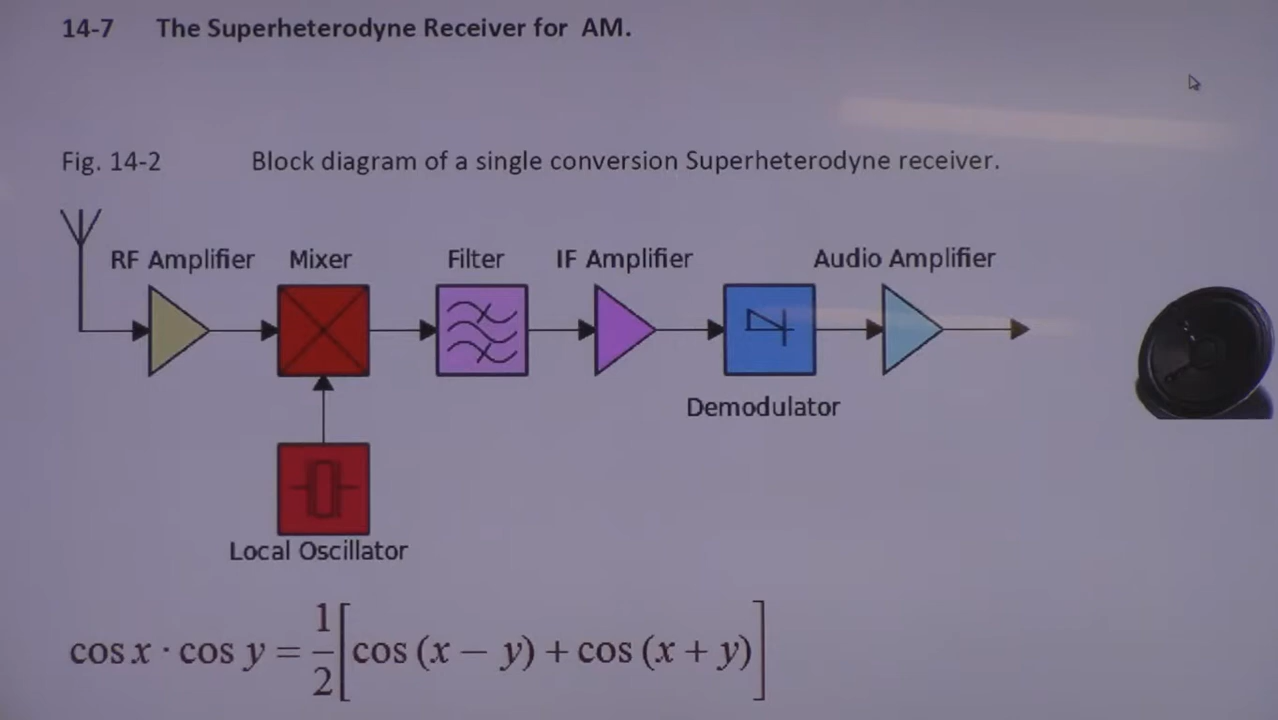 14-7 The Superheterodyne Receiver for AM.
Fig. 14-2 Block diagram of a single conversion Superheterodyne receiver.
RF Amplifier Mixer Filter IF Amplifier Audio Amplifier
Demodulator
Local Oscillator
cos x · cos y = 1/2 [cos (x − y) + cos (x + y)]